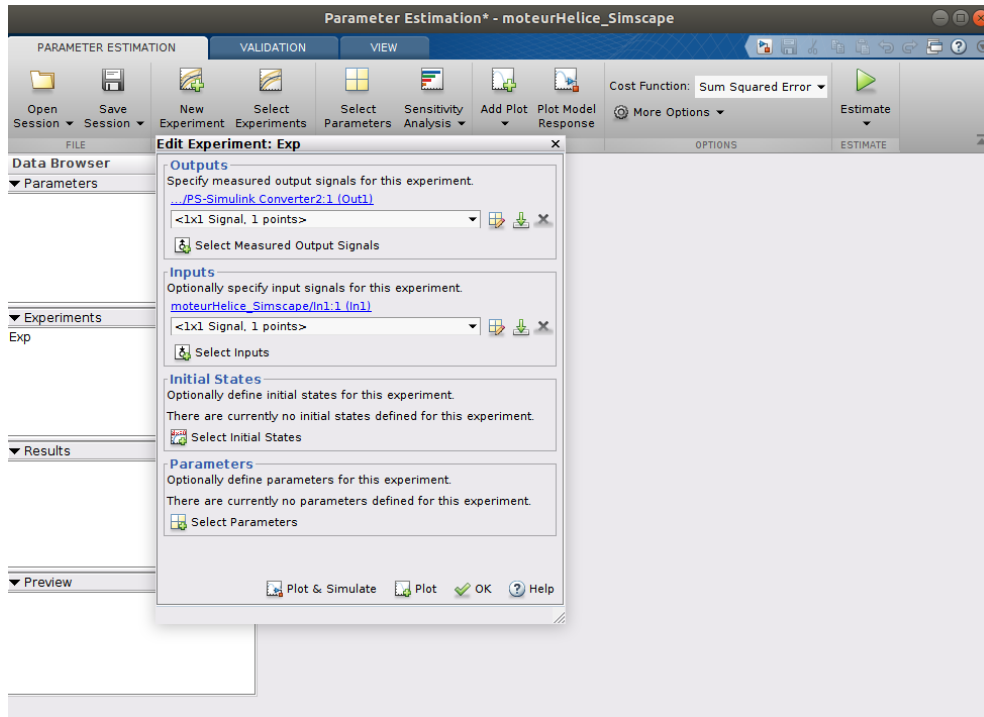 Parameter Estimation* - moteurHelice_Simscape
PARAMETER ESTIMATION VALIDATION VIEW
Open Session Save Session New Experiment Select Experiments Select Parameters Sensitivity Analysis Add Plot Plot Model Response Cost Function: Sum Squared Error More Options Estimate
FILE OPTIONS ESTIMATE
Data Browser
Parameters
Experiments
Exp
Results
Preview
Edit Experiment: Exp
Outputs
Specify measured output signals for this experiment.
.../PS-Simulink Converter2:1 (Out1)
<1x1 Signal, 1 points>
Select Measured Output Signals
Inputs
Optionally specify input signals for this experiment.
moteurHelice_Simscape/In1:1 (In1)
<1x1 Signal, 1 points>
Select Inputs
Initial States
Optionally define initial states for this experiment.
There are currently no initial states defined for this experiment.
Select Initial States
Parameters
Optionally define parameters for this experiment.
There are currently no parameters defined for this experiment.
Select Parameters
Plot & Simulate Plot OK Help